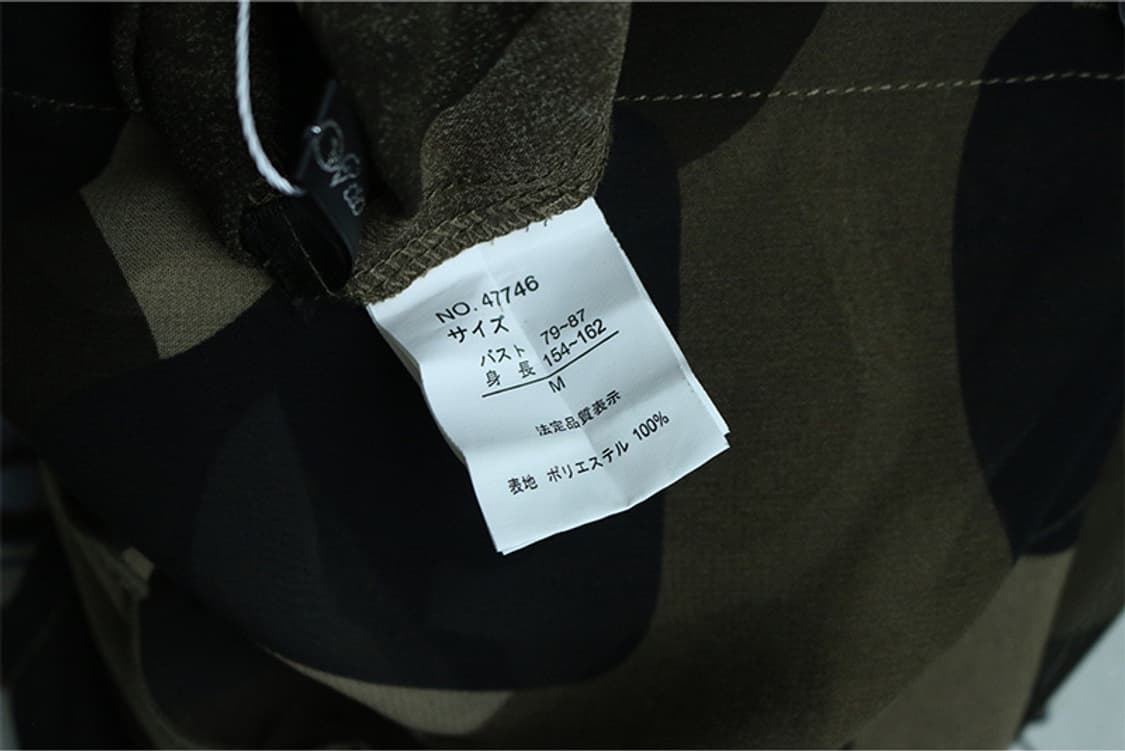 NO. 47746
サイズ
バスト 79~87
身 長 154~162
M
法定品質表示
表地 ポリエステル 100%